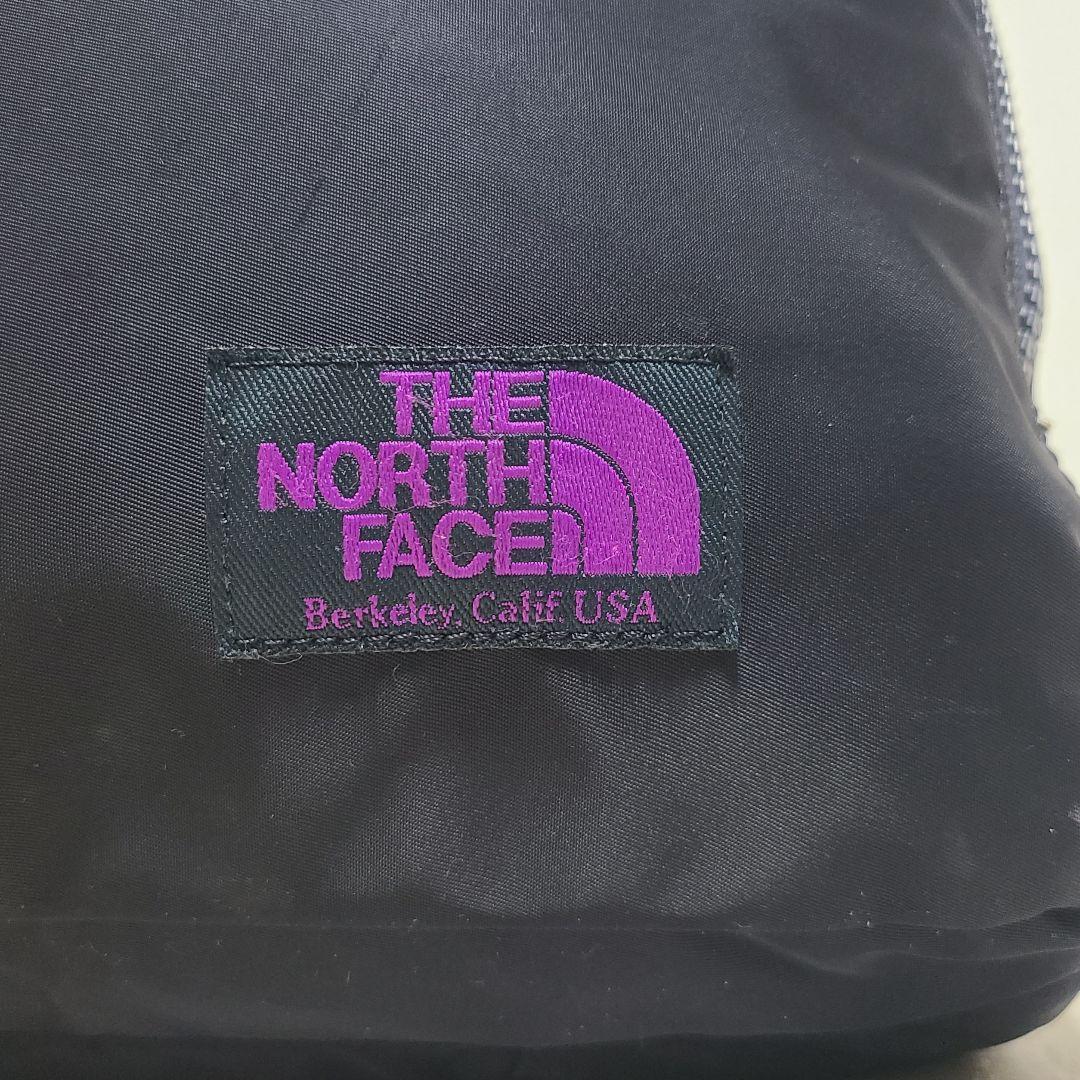 THE
NORTH
FACE
Berkeley, Calif. USA